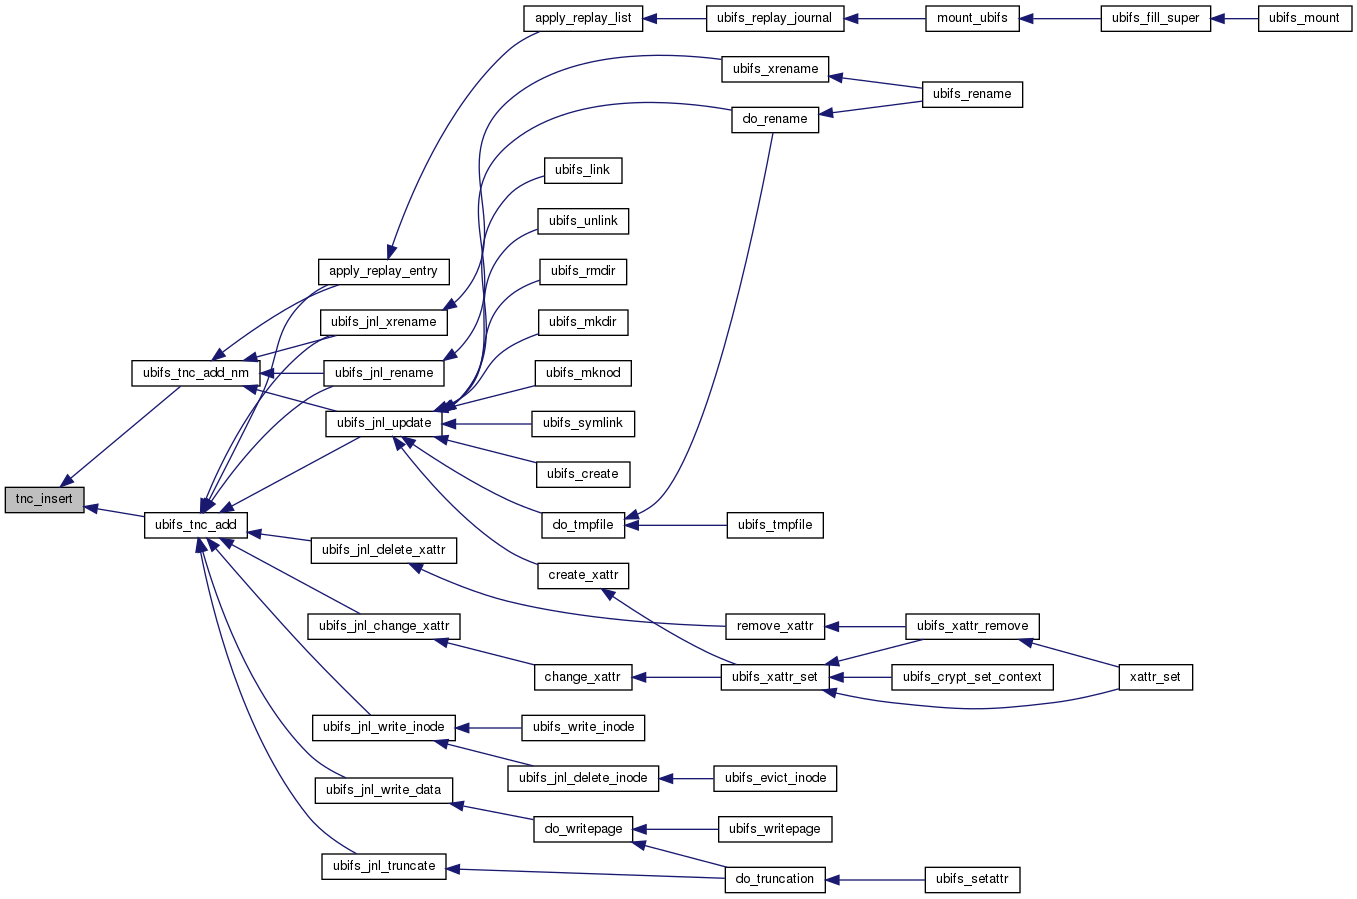 apply_replay_list
ubifs_replay_journal
mount_ubifs
ubifs_fill_super
ubifs_mount
ubifs_xrename
ubifs_rename
do_rename
ubifs_link
ubifs_unlink
apply_replay_entry
ubifs_rmdir
ubifs_jnl_xrename
ubifs_mkdir
ubifs_tnc_add_nm
ubifs_jnl_rename
ubifs_mknod
ubifs_jnl_update
ubifs_symlink
ubifs_create
tnc_insert
ubifs_tnc_add
do_tmpfile
ubifs_tmpfile
ubifs_jnl_delete_xattr
create_xattr
ubifs_jnl_change_xattr
remove_xattr
ubifs_xattr_remove
change_xattr
ubifs_xattr_set
ubifs_crypt_set_context
xattr_set
ubifs_jnl_write_inode
ubifs_write_inode
ubifs_jnl_delete_inode
ubifs_evict_inode
ubifs_jnl_write_data
do_writepage
ubifs_writepage
ubifs_jnl_truncate
do_truncation
ubifs_setattr